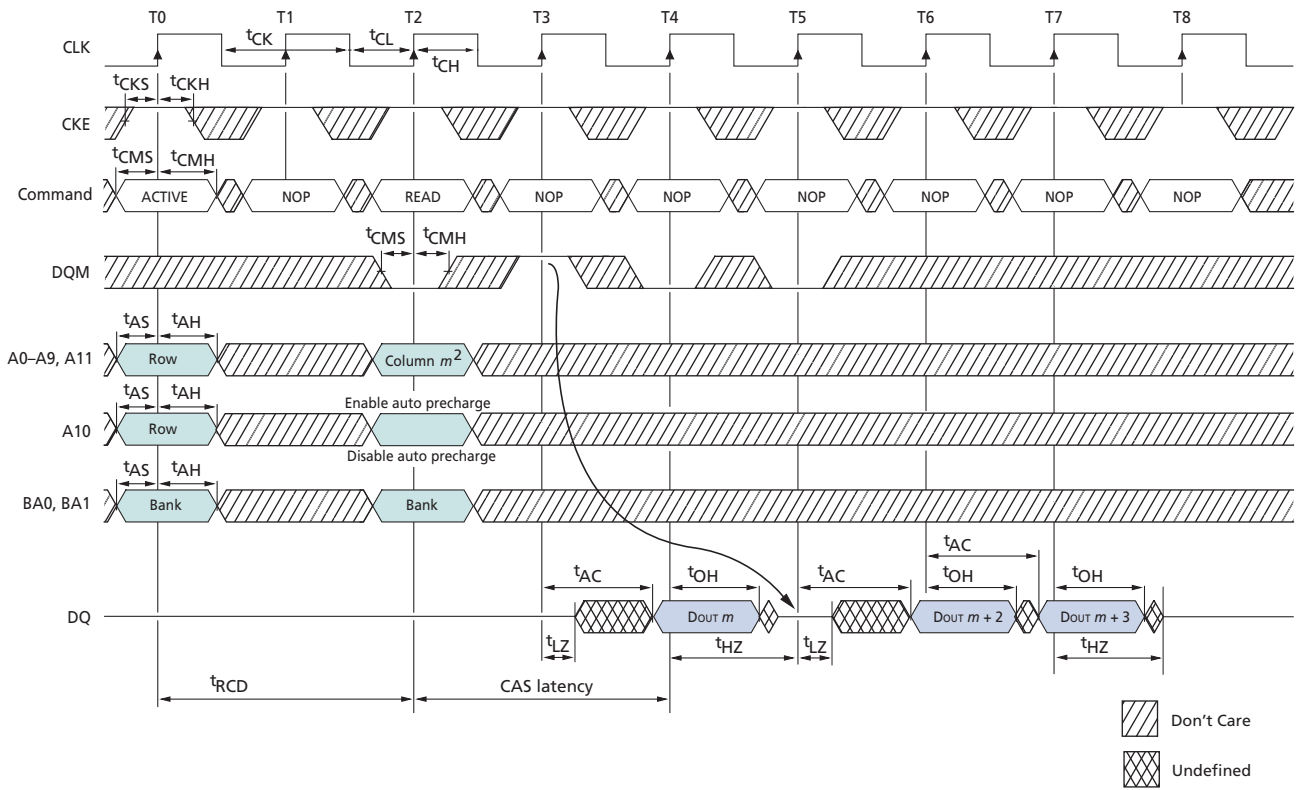 T0 T1 T2 T3 T4 T5 T6 T7 T8
CLK
tCK tCL
tCH
tCKS tCKH
CKE
tCMS tCMH
Command ACTIVE NOP READ NOP NOP NOP NOP NOP NOP
tCMS tCMH
DQM
tAS tAH
A0–A9, A11 Row Column m2
tAS tAH Enable auto precharge
A10 Row
Disable auto precharge
tAS tAH
BA0, BA1 Bank Bank
tAC
tAC tOH tAC tOH tOH
DQ DOUT m DOUT m + 2 DOUT m + 3
tLZ tHZ tLZ tHZ
tRCD CAS latency
Don't Care
Undefined